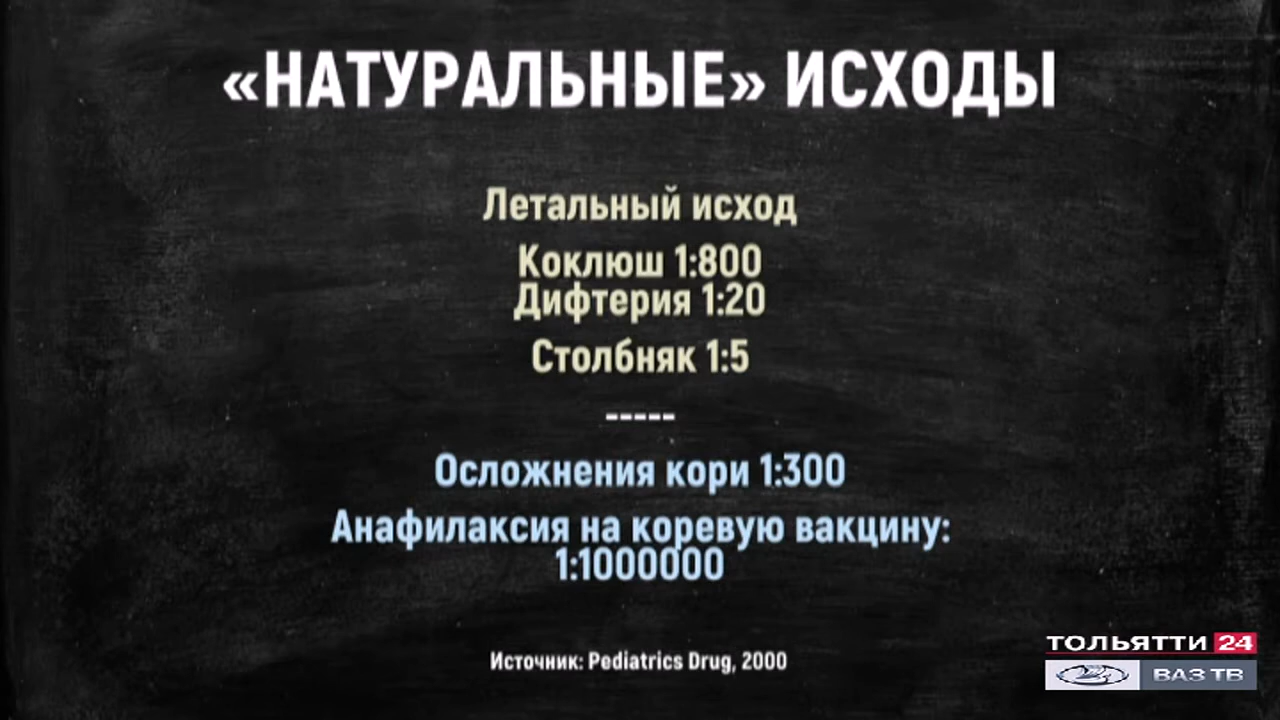 «НАТУРАЛЬНЫЕ» ИСХОДЫ
Летальный исход
Коклюш 1:800
Дифтерия 1:20
Столбняк 1:5
-----
Осложнения кори 1:300
Анафилаксия на коревую вакцину:
1:1000000
Источник: Pediatrics Drug, 2000
ТОЛЬЯТТИ 24
ВАЗ ТВ